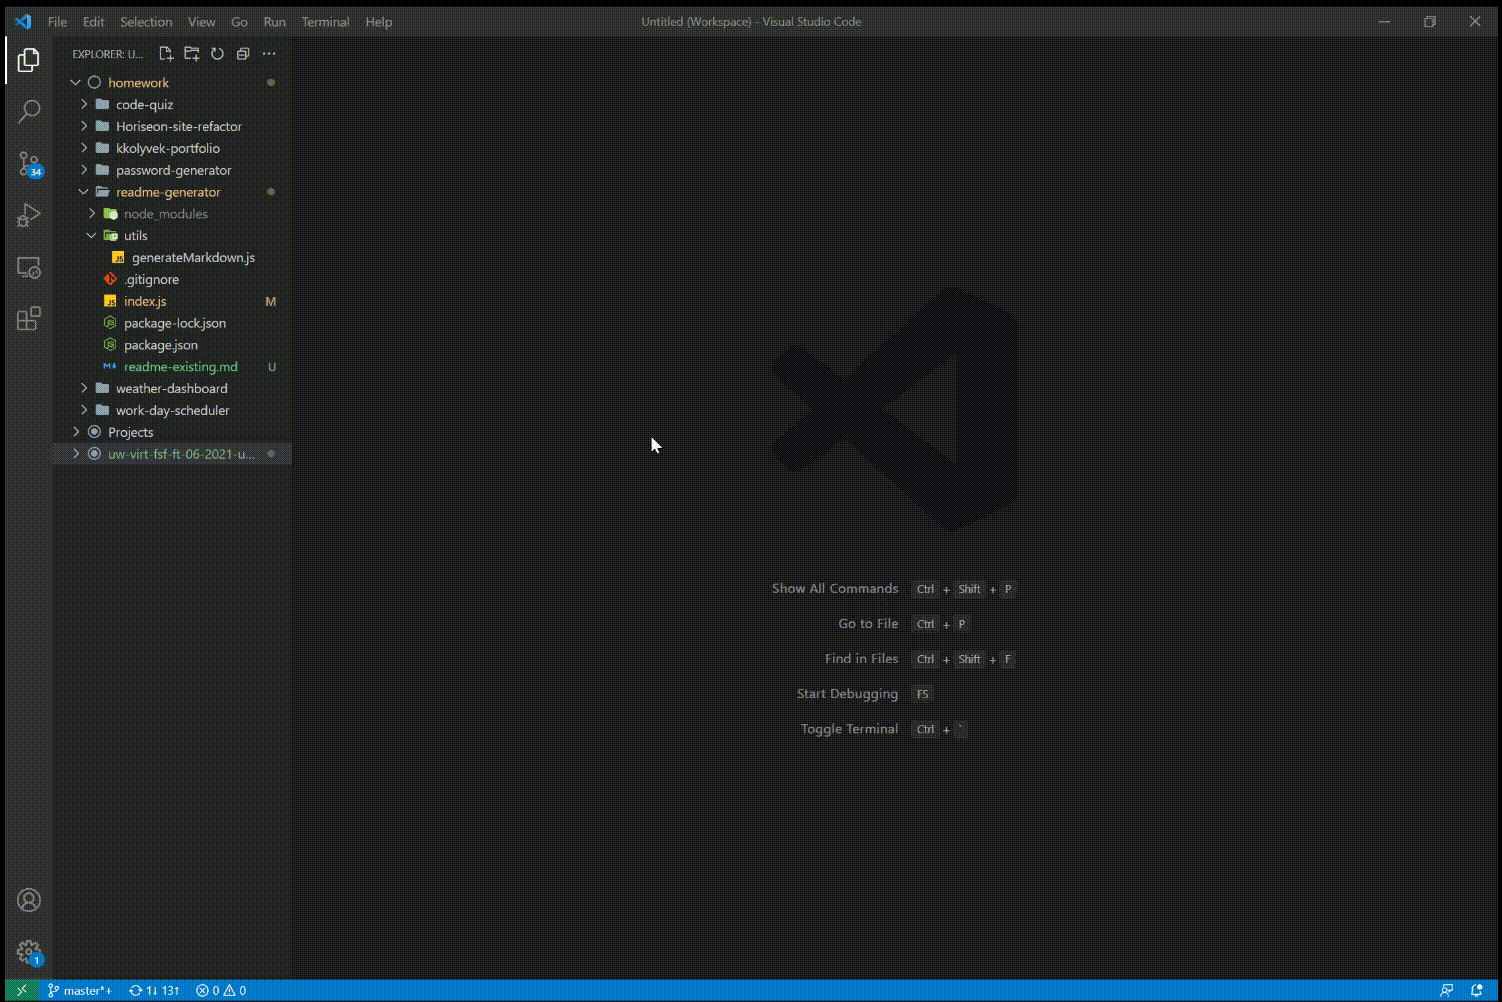 File Edit Selection View Go Run Terminal Help
Untitled (Workspace) - Visual Studio Code
EXPLORER: U...
homework
code-quiz
Horiseon-site-refactor
kkolyvek-portfolio
password-generator
readme-generator
node_modules
utils
JS generateMarkdown.js
.gitignore
JS index.js M
package-lock.json
package.json
readme-existing.md U
weather-dashboard
work-day-scheduler
Projects
uw-virt-fsf-ft-06-2021-u...
34
Show All Commands Ctrl + Shift + P
Go to File Ctrl + P
Find in Files Ctrl + Shift + F
Start Debugging F5
Toggle Terminal Ctrl + `
1
master*+ 1↓ 13↑ 0 0